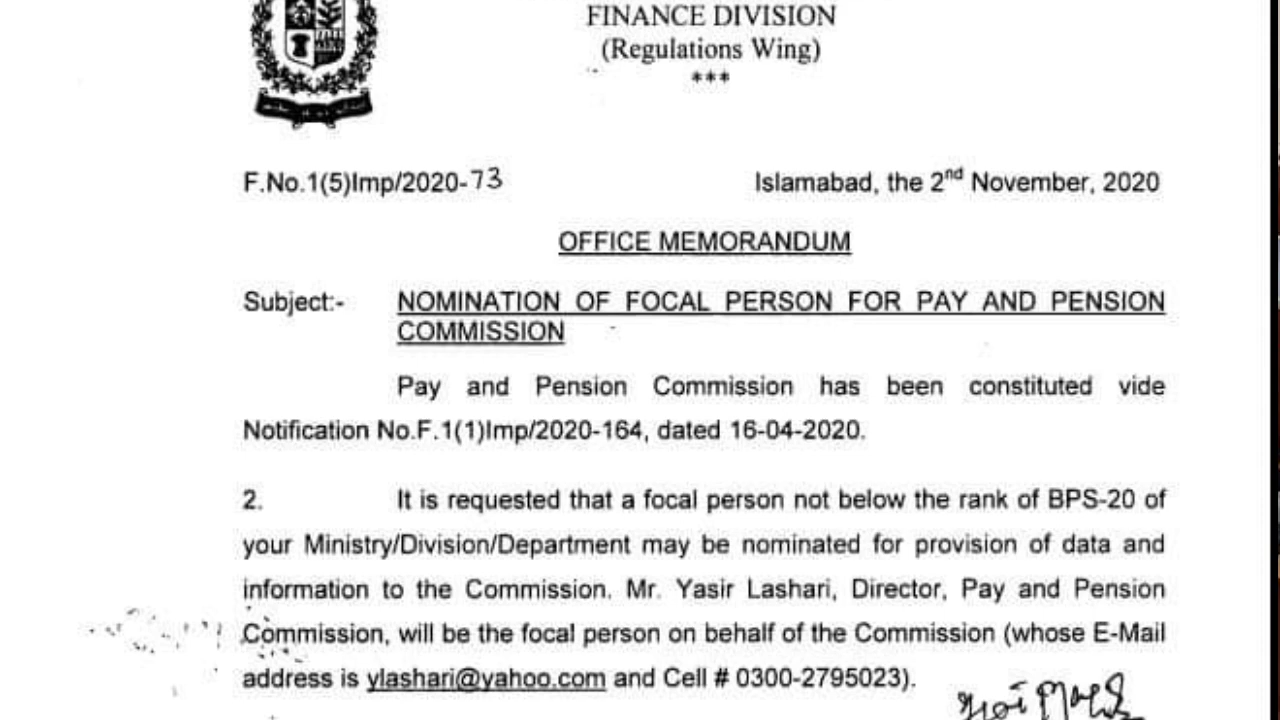 FINANCE DIVISION
(Regulations Wing)
***
F.No.1(5)Imp/2020-73
Islamabad, the 2nd November, 2020
OFFICE MEMORANDUM
Subject:- NOMINATION OF FOCAL PERSON FOR PAY AND PENSION
COMMISSION
Pay and Pension Commission has been constituted vide
Notification No.F.1(1)Imp/2020-164, dated 16-04-2020.
2. It is requested that a focal person not below the rank of BPS-20 of
your Ministry/Division/Department may be nominated for provision of data and
information to the Commission. Mr. Yasir Lashari, Director, Pay and Pension
Commission, will be the focal person on behalf of the Commission (whose E-Mail
address is ylashari@yahoo.com and Cell # 0300-2795023).